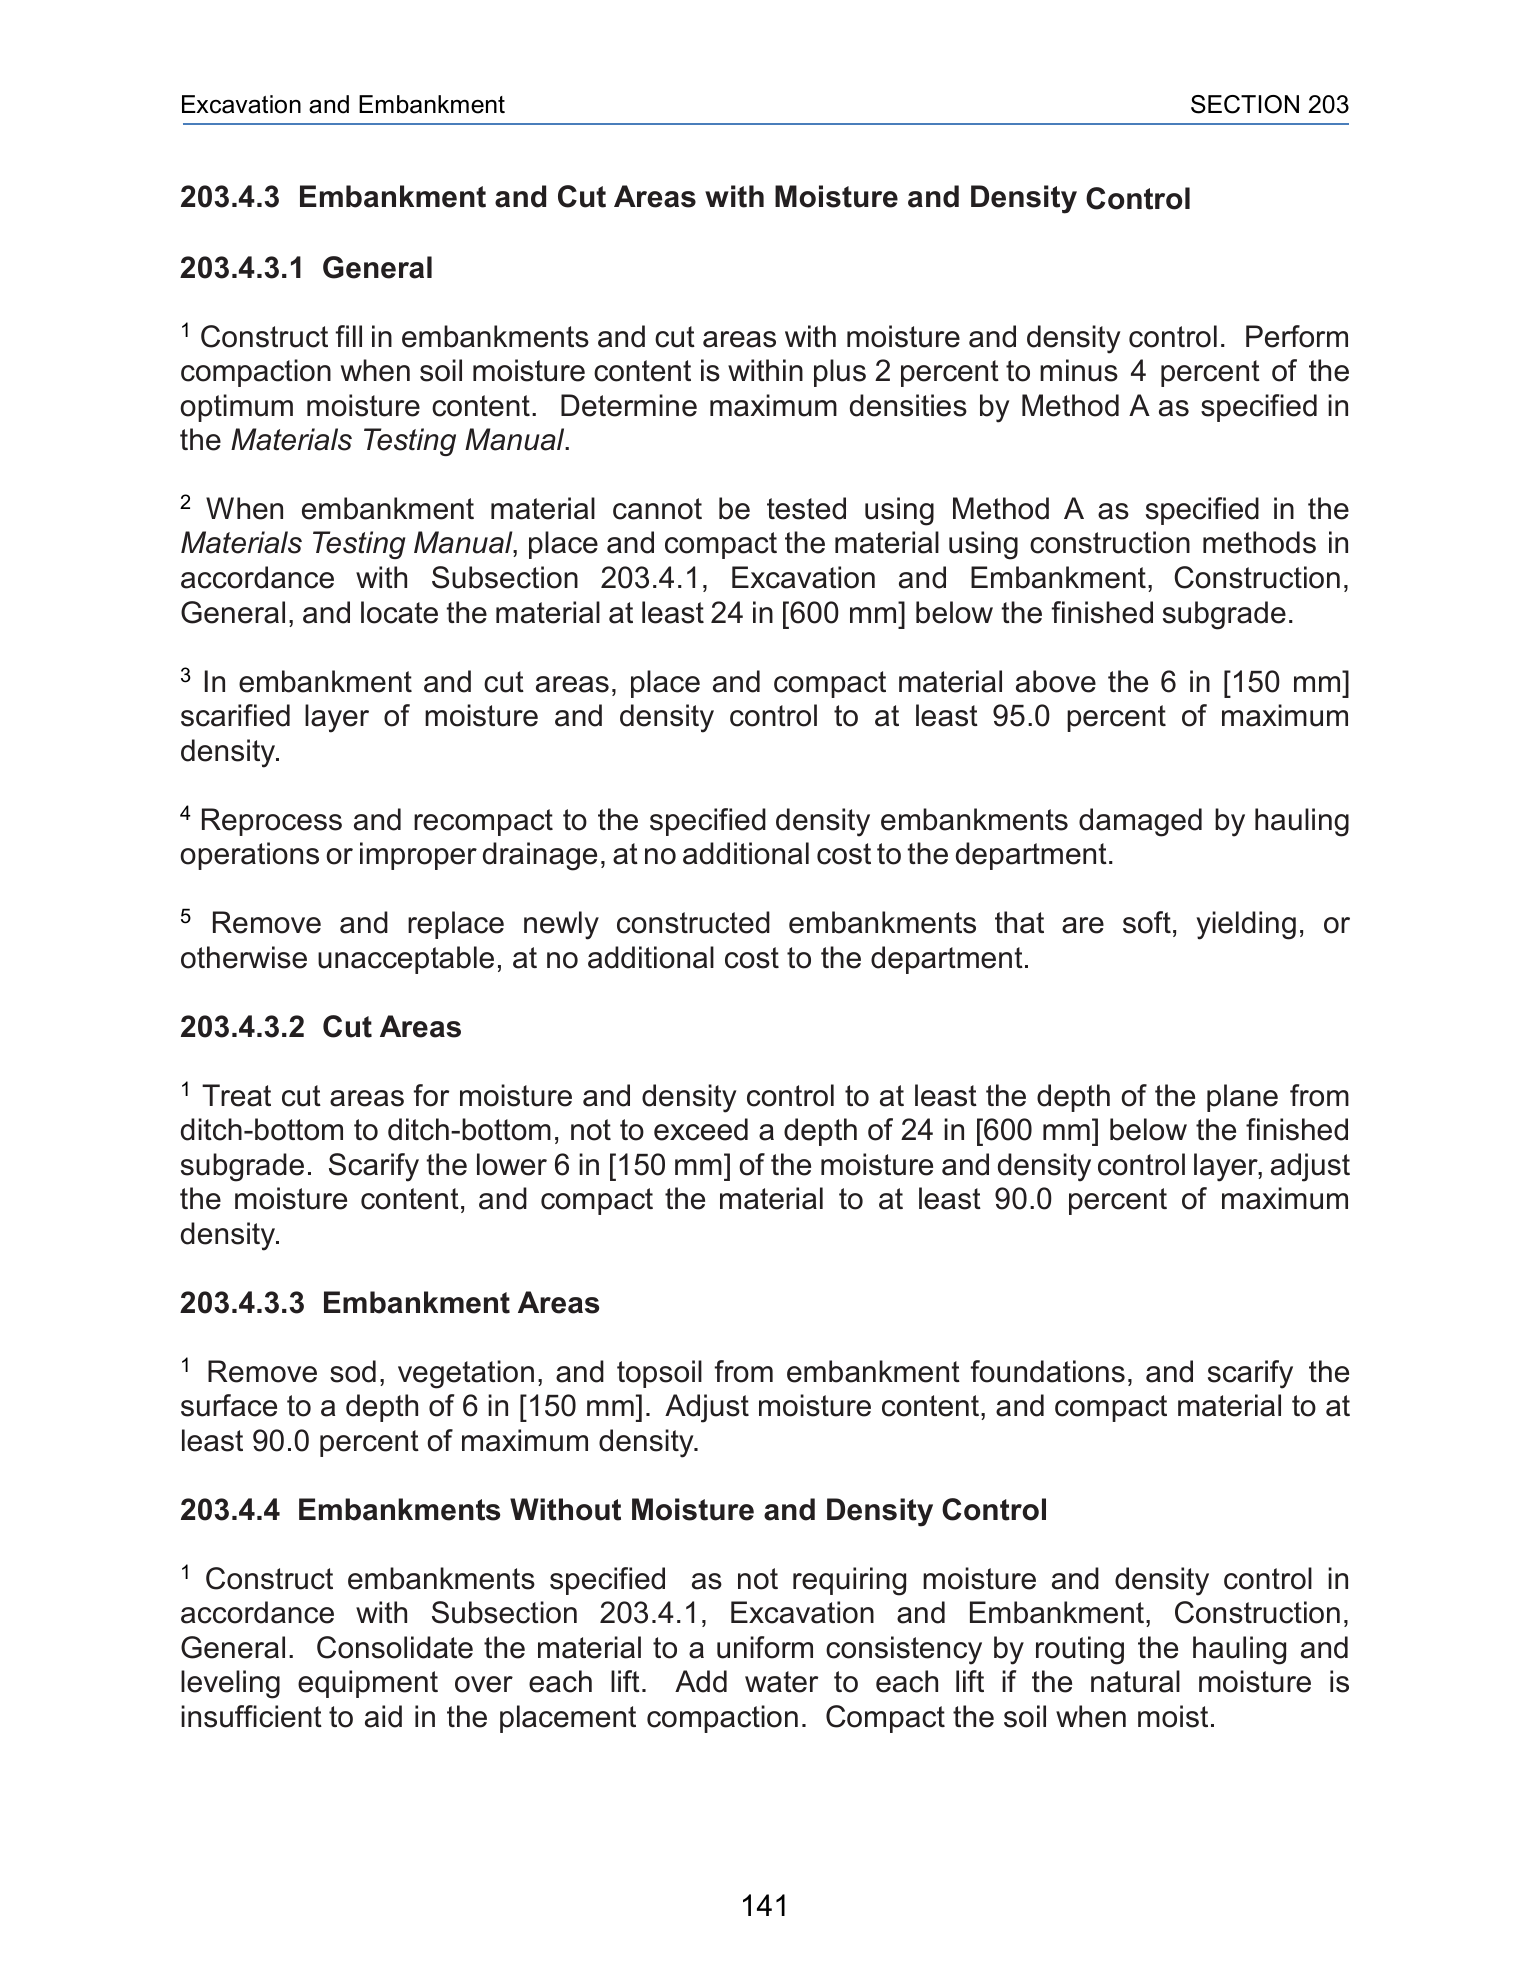 Excavation and Embankment SECTION 203
203.4.3 Embankment and Cut Areas with Moisture and Density Control
203.4.3.1 General
1 Construct fill in embankments and cut areas with moisture and density control. Perform
compaction when soil moisture content is within plus 2 percent to minus 4 percent of the
optimum moisture content. Determine maximum densities by Method A as specified in
the Materials Testing Manual.
2 When embankment material cannot be tested using Method A as specified in the
Materials Testing Manual, place and compact the material using construction methods in
accordance with Subsection 203.4.1, Excavation and Embankment, Construction,
General, and locate the material at least 24 in [600 mm] below the finished subgrade.
3 In embankment and cut areas, place and compact material above the 6 in [150 mm]
scarified layer of moisture and density control to at least 95.0 percent of maximum
density.
4 Reprocess and recompact to the specified density embankments damaged by hauling
operations or improper drainage, at no additional cost to the department.
5 Remove and replace newly constructed embankments that are soft, yielding, or
otherwise unacceptable, at no additional cost to the department.
203.4.3.2 Cut Areas
1 Treat cut areas for moisture and density control to at least the depth of the plane from
ditch-bottom to ditch-bottom, not to exceed a depth of 24 in [600 mm] below the finished
subgrade. Scarify the lower 6 in [150 mm] of the moisture and density control layer, adjust
the moisture content, and compact the material to at least 90.0 percent of maximum
density.
203.4.3.3 Embankment Areas
1 Remove sod, vegetation, and topsoil from embankment foundations, and scarify the
surface to a depth of 6 in [150 mm]. Adjust moisture content, and compact material to at
least 90.0 percent of maximum density.
203.4.4 Embankments Without Moisture and Density Control
1 Construct embankments specified as not requiring moisture and density control in
accordance with Subsection 203.4.1, Excavation and Embankment, Construction,
General. Consolidate the material to a uniform consistency by routing the hauling and
leveling equipment over each lift. Add water to each lift if the natural moisture is
insufficient to aid in the placement compaction. Compact the soil when moist.
141